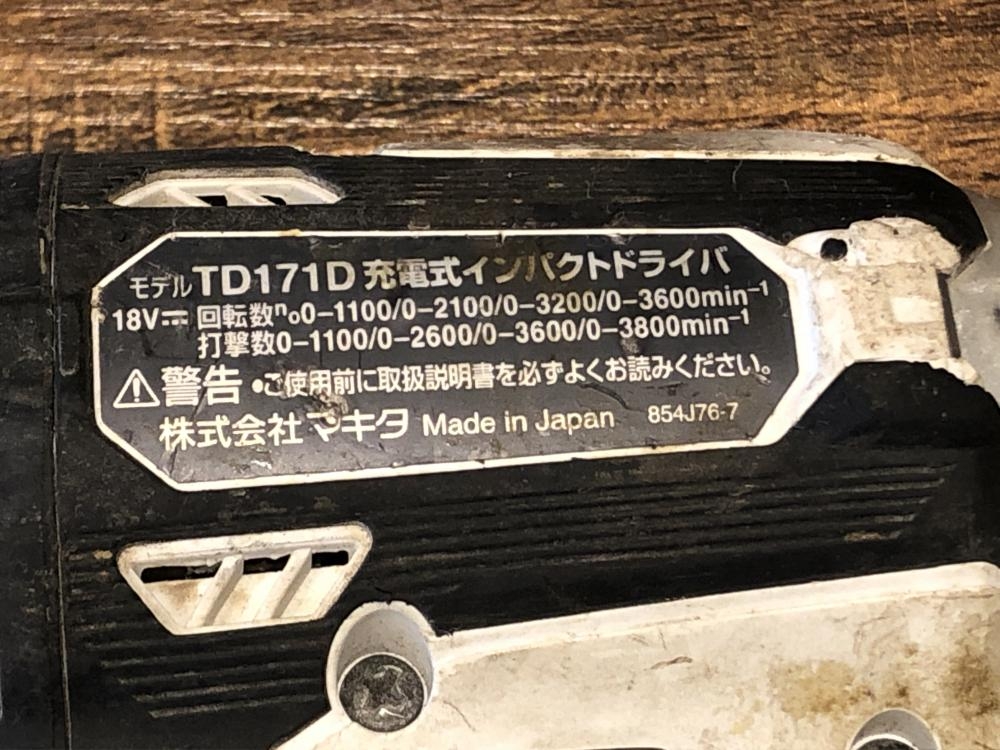 モデル TD171D 充電式インパクトドライバ
18V⎓ 回転数n₀0-1100/0-2100/0-3200/0-3600min⁻¹
打撃数0-1100/0-2600/0-3600/0-3800min⁻¹
⚠警告 •ご使用前に取扱説明書を必ずよくお読みください。
株式会社マキタ Made in Japan 854J76-7